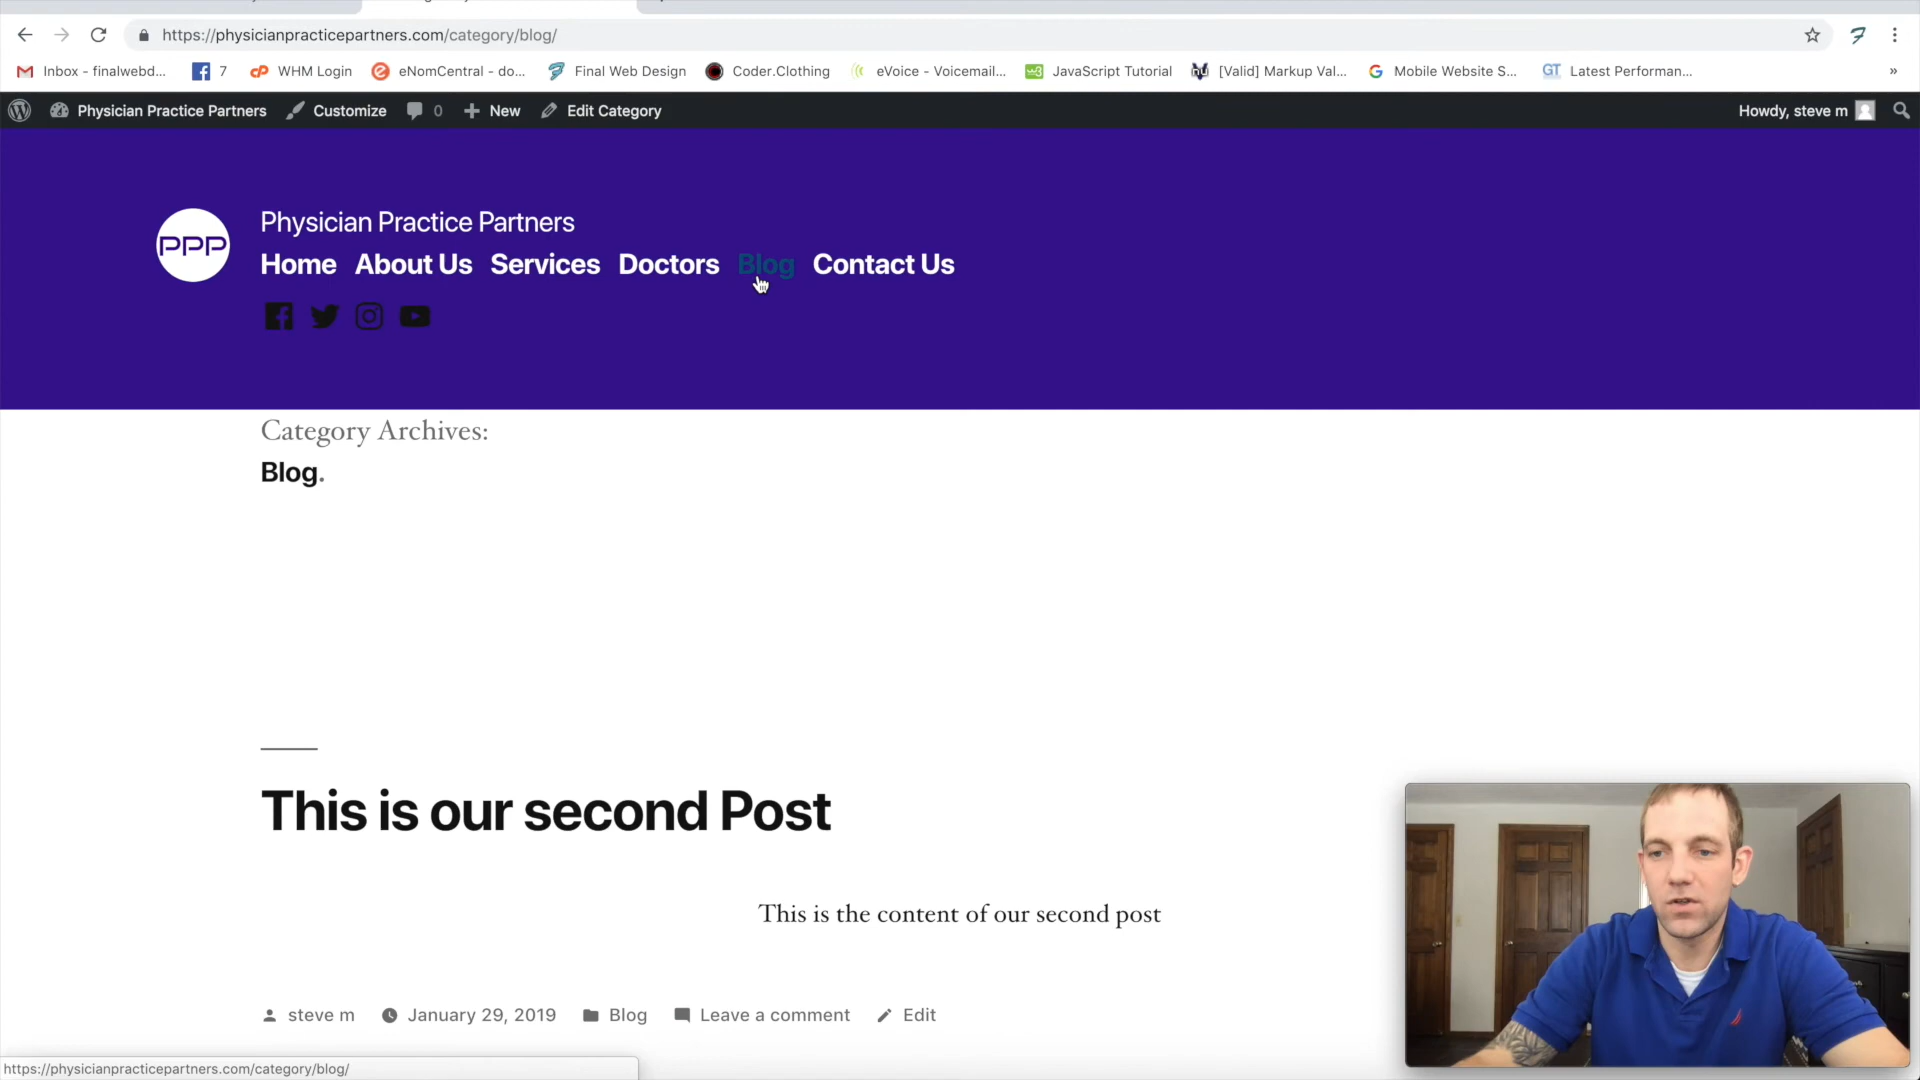 https://physicianpracticepartners.com/category/blog/
Inbox - finalwebd... 7 WHM Login eNomCentral - do... Final Web Design Coder.Clothing eVoice - Voicemail... JavaScript Tutorial [Valid] Markup Val... Mobile Website S... GT Latest Performan... »
Physician Practice Partners Customize 0 New Edit Category Howdy, steve m
Physician Practice Partners
PPP
Home About Us Services Doctors Blog Contact Us
Category Archives:
Blog.
This is our second Post
This is the content of our second post
steve m January 29, 2019 Blog Leave a comment Edit
https://physicianpracticepartners.com/category/blog/